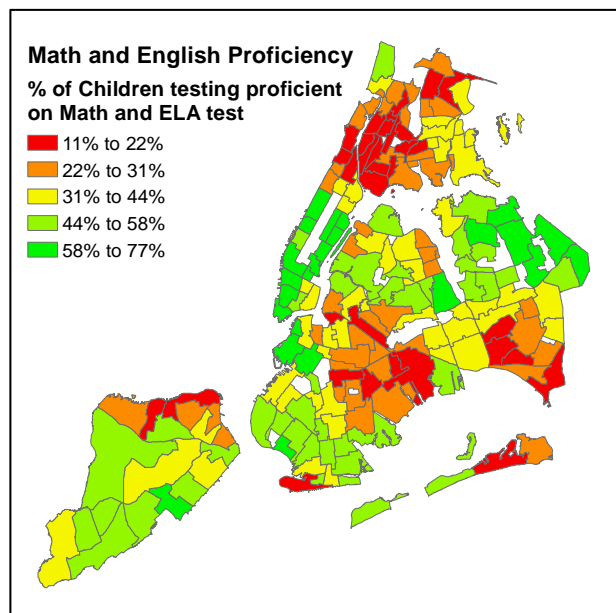 Math and English Proficiency
% of Children testing proficient
on Math and ELA test
11% to 22%
22% to 31%
31% to 44%
44% to 58%
58% to 77%